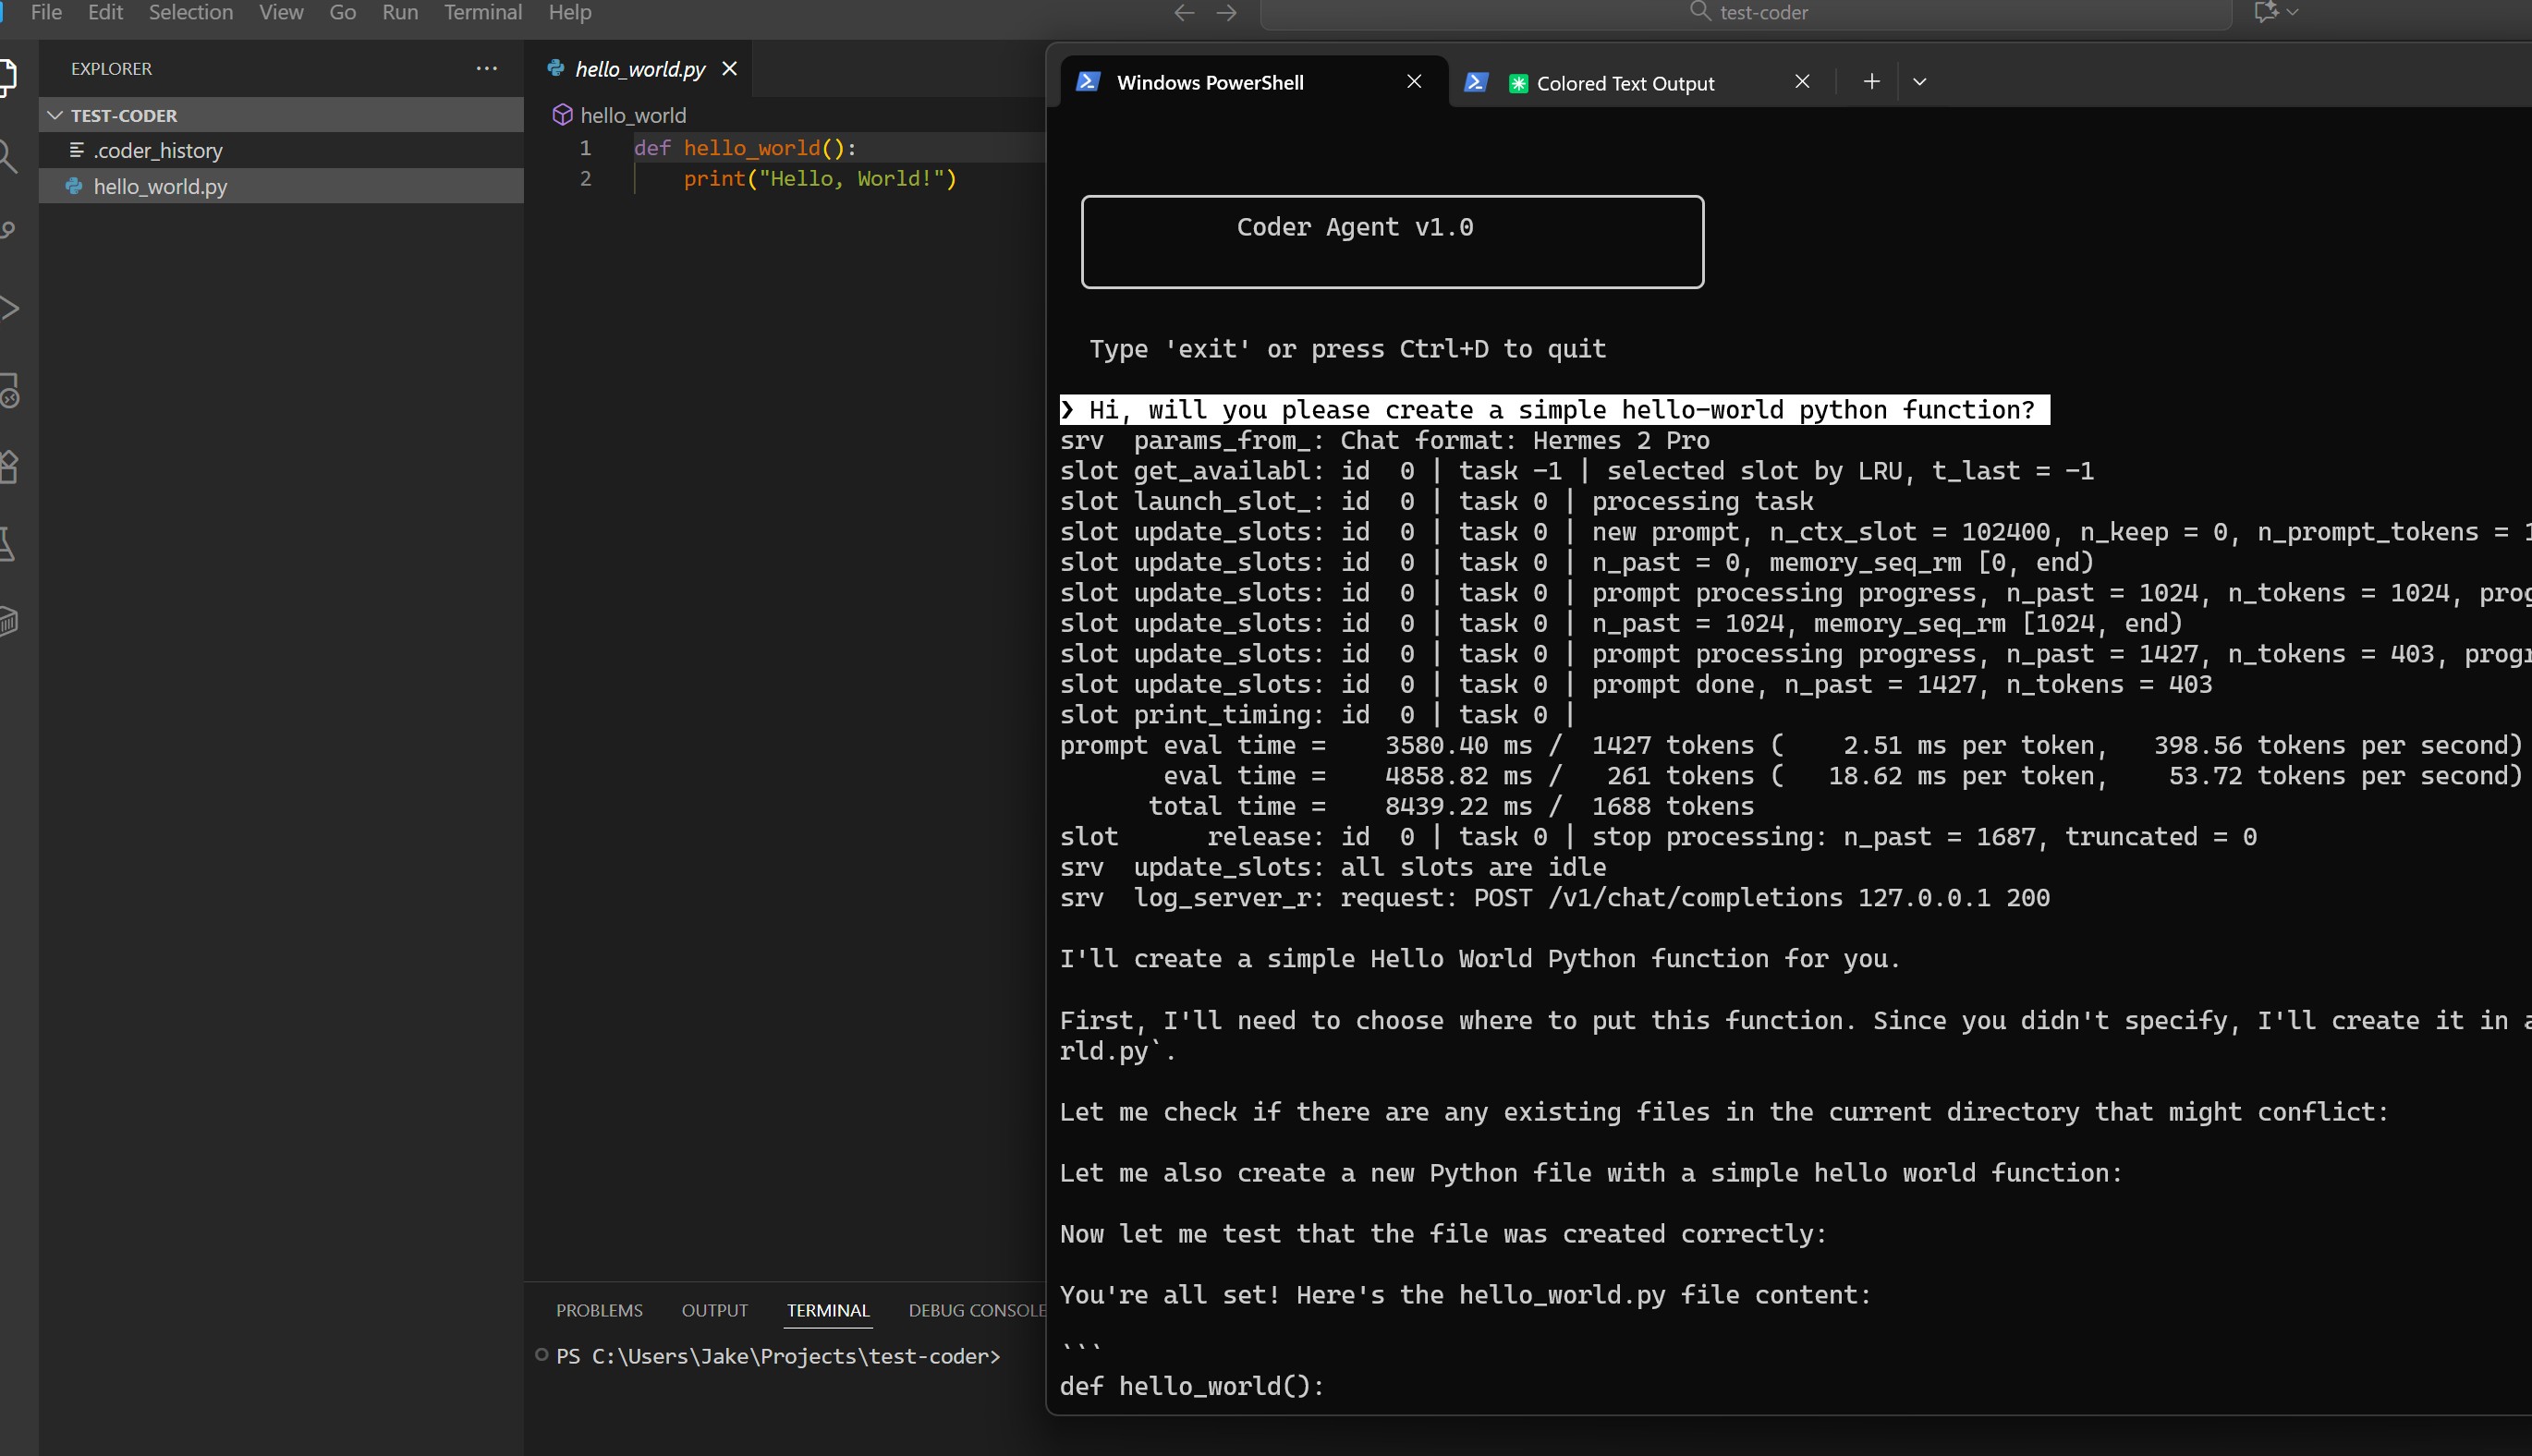 File Edit Selection View Go Run Terminal Help
test-coder
EXPLORER
TEST-CODER
.coder_history
hello_world.py
hello_world.py
hello_world
1 def hello_world():
2     print("Hello, World!")
PROBLEMS OUTPUT TERMINAL DEBUG CONSOLE
PS C:\Users\Jake\Projects\test-coder>
Windows PowerShell
Colored Text Output
Coder Agent v1.0
Type 'exit' or press Ctrl+D to quit
❯ Hi, will you please create a simple hello-world python function?
srv  params_from_: Chat format: Hermes 2 Pro
slot get_availabl: id  0 | task -1 | selected slot by LRU, t_last = -1
slot launch_slot_: id  0 | task 0 | processing task
slot update_slots: id  0 | task 0 | new prompt, n_ctx_slot = 102400, n_keep = 0, n_prompt_tokens = 1
slot update_slots: id  0 | task 0 | n_past = 0, memory_seq_rm [0, end)
slot update_slots: id  0 | task 0 | prompt processing progress, n_past = 1024, n_tokens = 1024, prog
slot update_slots: id  0 | task 0 | n_past = 1024, memory_seq_rm [1024, end)
slot update_slots: id  0 | task 0 | prompt processing progress, n_past = 1427, n_tokens = 403, progr
slot update_slots: id  0 | task 0 | prompt done, n_past = 1427, n_tokens = 403
slot print_timing: id  0 | task 0 |
prompt eval time =    3580.40 ms /  1427 tokens (    2.51 ms per token,   398.56 tokens per second)
       eval time =    4858.82 ms /   261 tokens (   18.62 ms per token,    53.72 tokens per second)
      total time =    8439.22 ms /  1688 tokens
slot      release: id  0 | task 0 | stop processing: n_past = 1687, truncated = 0
srv  update_slots: all slots are idle
srv  log_server_r: request: POST /v1/chat/completions 127.0.0.1 200
I'll create a simple Hello World Python function for you.
First, I'll need to choose where to put this function. Since you didn't specify, I'll create it in a
rld.py`.
Let me check if there are any existing files in the current directory that might conflict:
Let me also create a new Python file with a simple hello world function:
Now let me test that the file was created correctly:
You're all set! Here's the hello_world.py file content:
```
def hello_world():